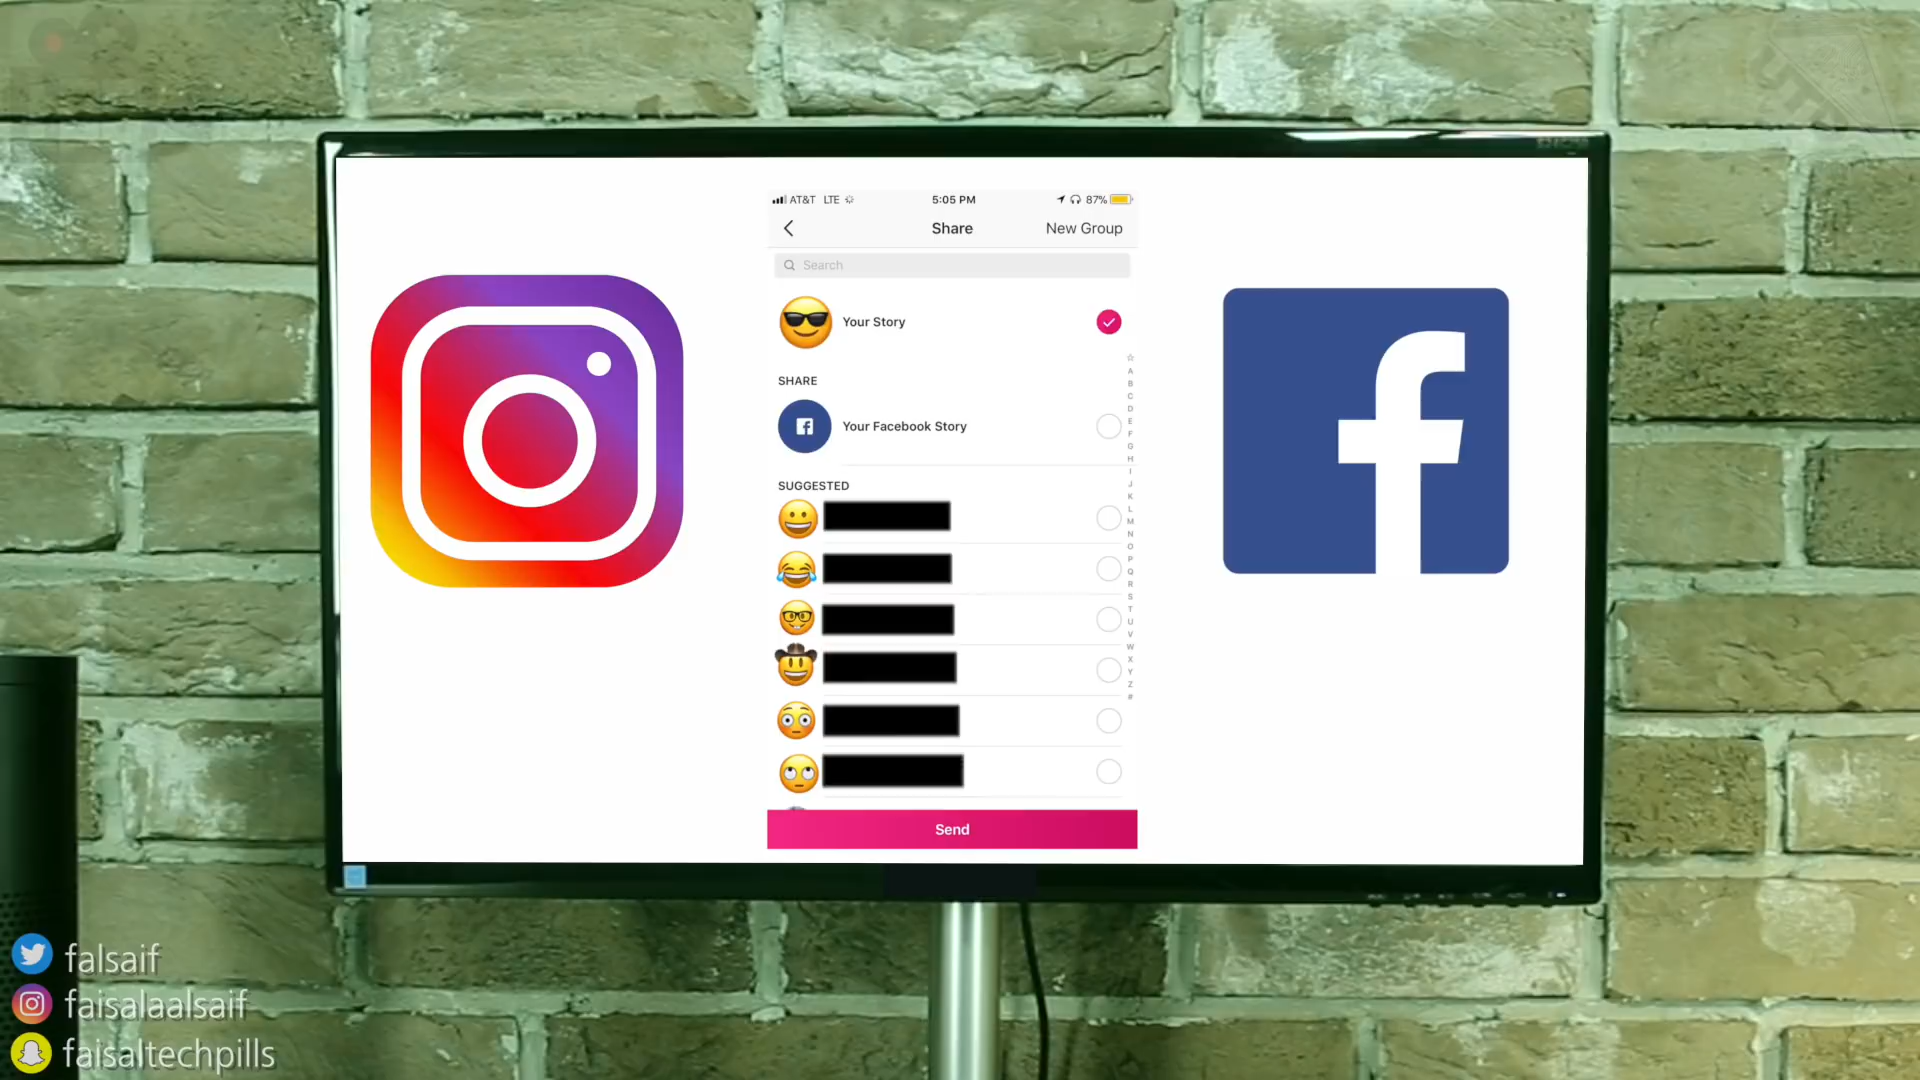 AT&T LTE 5:05 PM 87%
Share New Group
Search
Your Story
SHARE
Your Facebook Story
SUGGESTED
☆
A
B
C
D
E
F
G
H
I
J
K
L
M
N
O
P
Q
R
S
T
U
V
W
X
Y
Z
#
Send
falsaif
faisalaalsaif
faisaltechpills